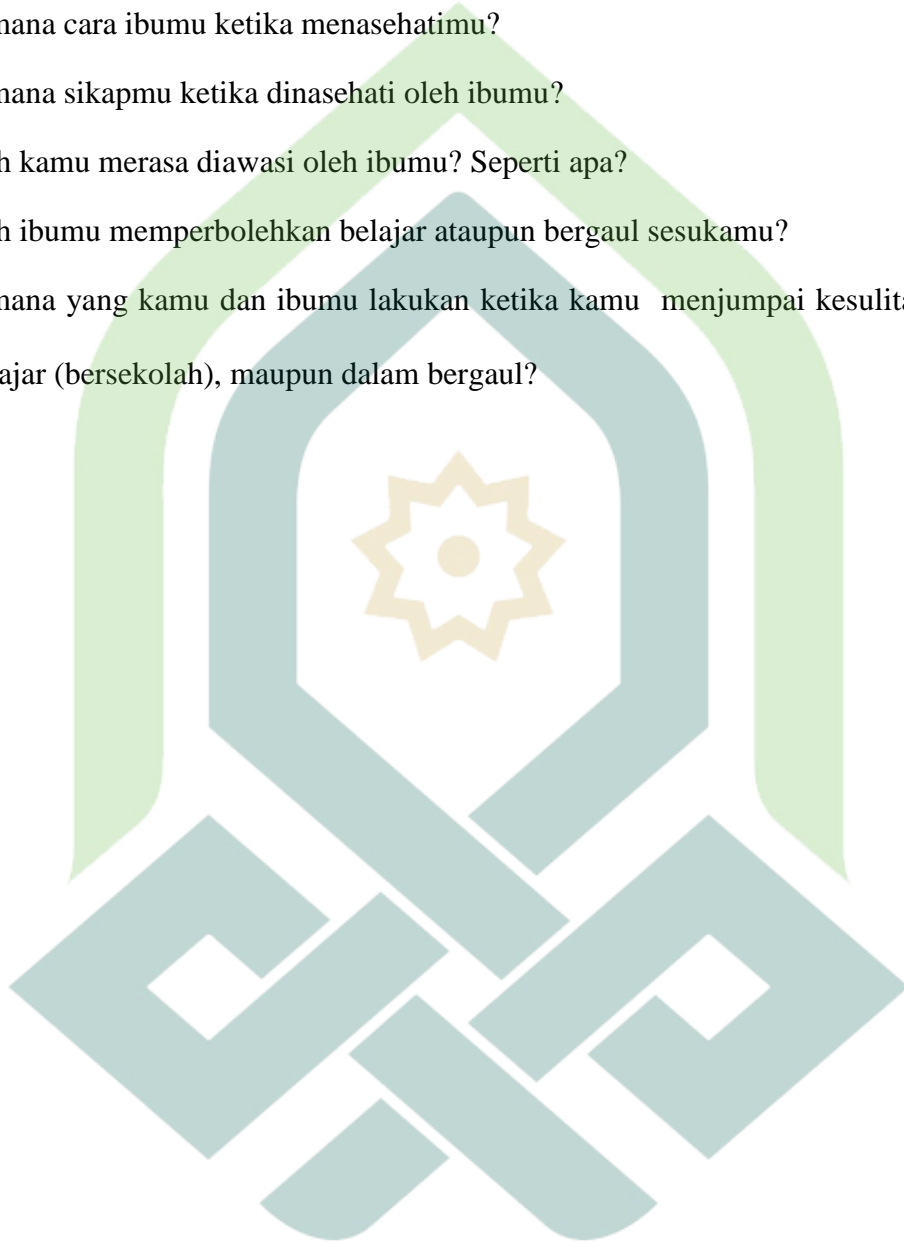 mana cara ibumu ketika menasehatimu?
mana sikapmu ketika dinasehati oleh ibumu?
h kamu merasa diawasi oleh ibumu? Seperti apa?
h ibumu memperbolehkan belajar ataupun bergaul sesukamu?
mana yang kamu dan ibumu lakukan ketika kamu menjumpai kesulita
ajar (bersekolah), maupun dalam bergaul?